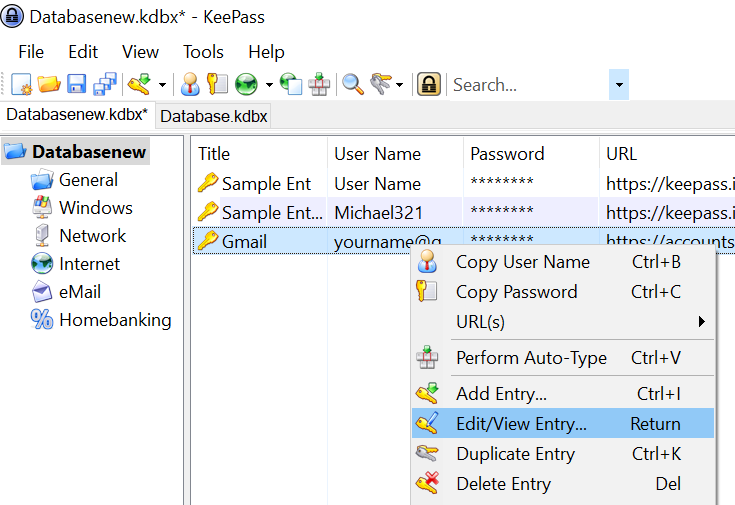 Databasenew.kdbx* - KeePass
File Edit View Tools Help
Search...
Databasenew.kdbx* Database.kdbx
Databasenew
General
Windows
Network
Internet
eMail
Homebanking
Title User Name Password URL
Sample Ent User Name ******** https://keepass.i
Sample Ent... Michael321 ******** https://keepass.i
Gmail yourname@g ******** https://accounts
Copy User Name Ctrl+B
Copy Password Ctrl+C
URL(s)
Perform Auto-Type Ctrl+V
Add Entry... Ctrl+I
Edit/View Entry... Return
Duplicate Entry Ctrl+K
Delete Entry Del